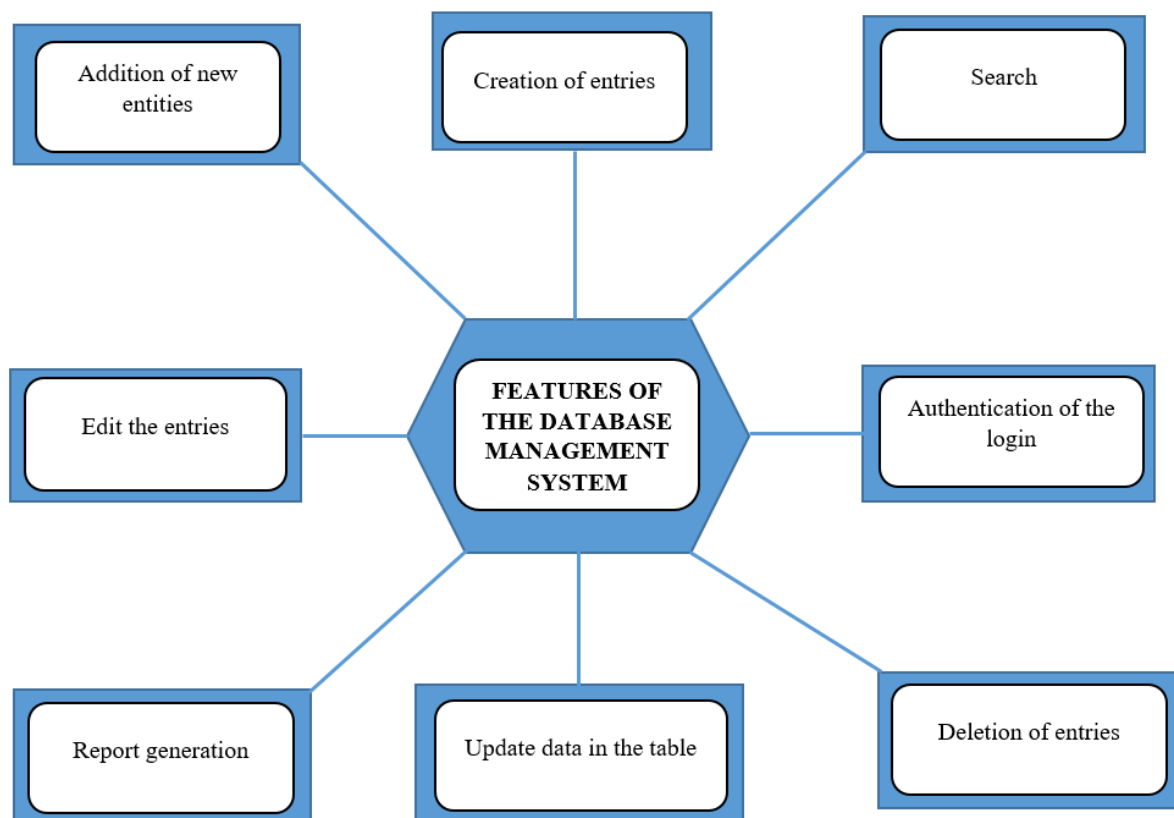 Addition of new
entities
Creation of entries
Search
Edit the entries
FEATURES OF
THE DATABASE
MANAGEMENT
SYSTEM
Authentication of the
login
Report generation
Update data in the table
Deletion of entries